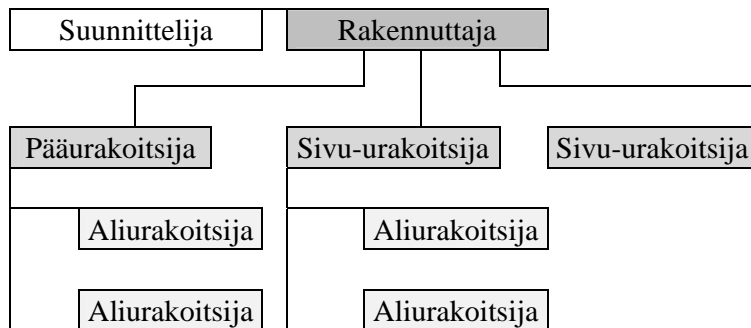 Suunnittelija
Rakennuttaja
Pääurakoitsija
Sivu-urakoitsija
Sivu-urakoitsija
Aliurakoitsija
Aliurakoitsija
Aliurakoitsija
Aliurakoitsija